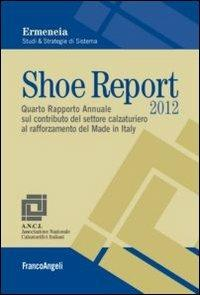 Ermeneia
Studi & Strategie di Sistema
Shoe Report
2012
Quarto Rapporto Annuale
sul contributo del settore calzaturiero
al rafforzamento del Made in Italy
A.N.C.I.
Associazione Nazionale
Calzaturifici Italiani
FrancoAngeli